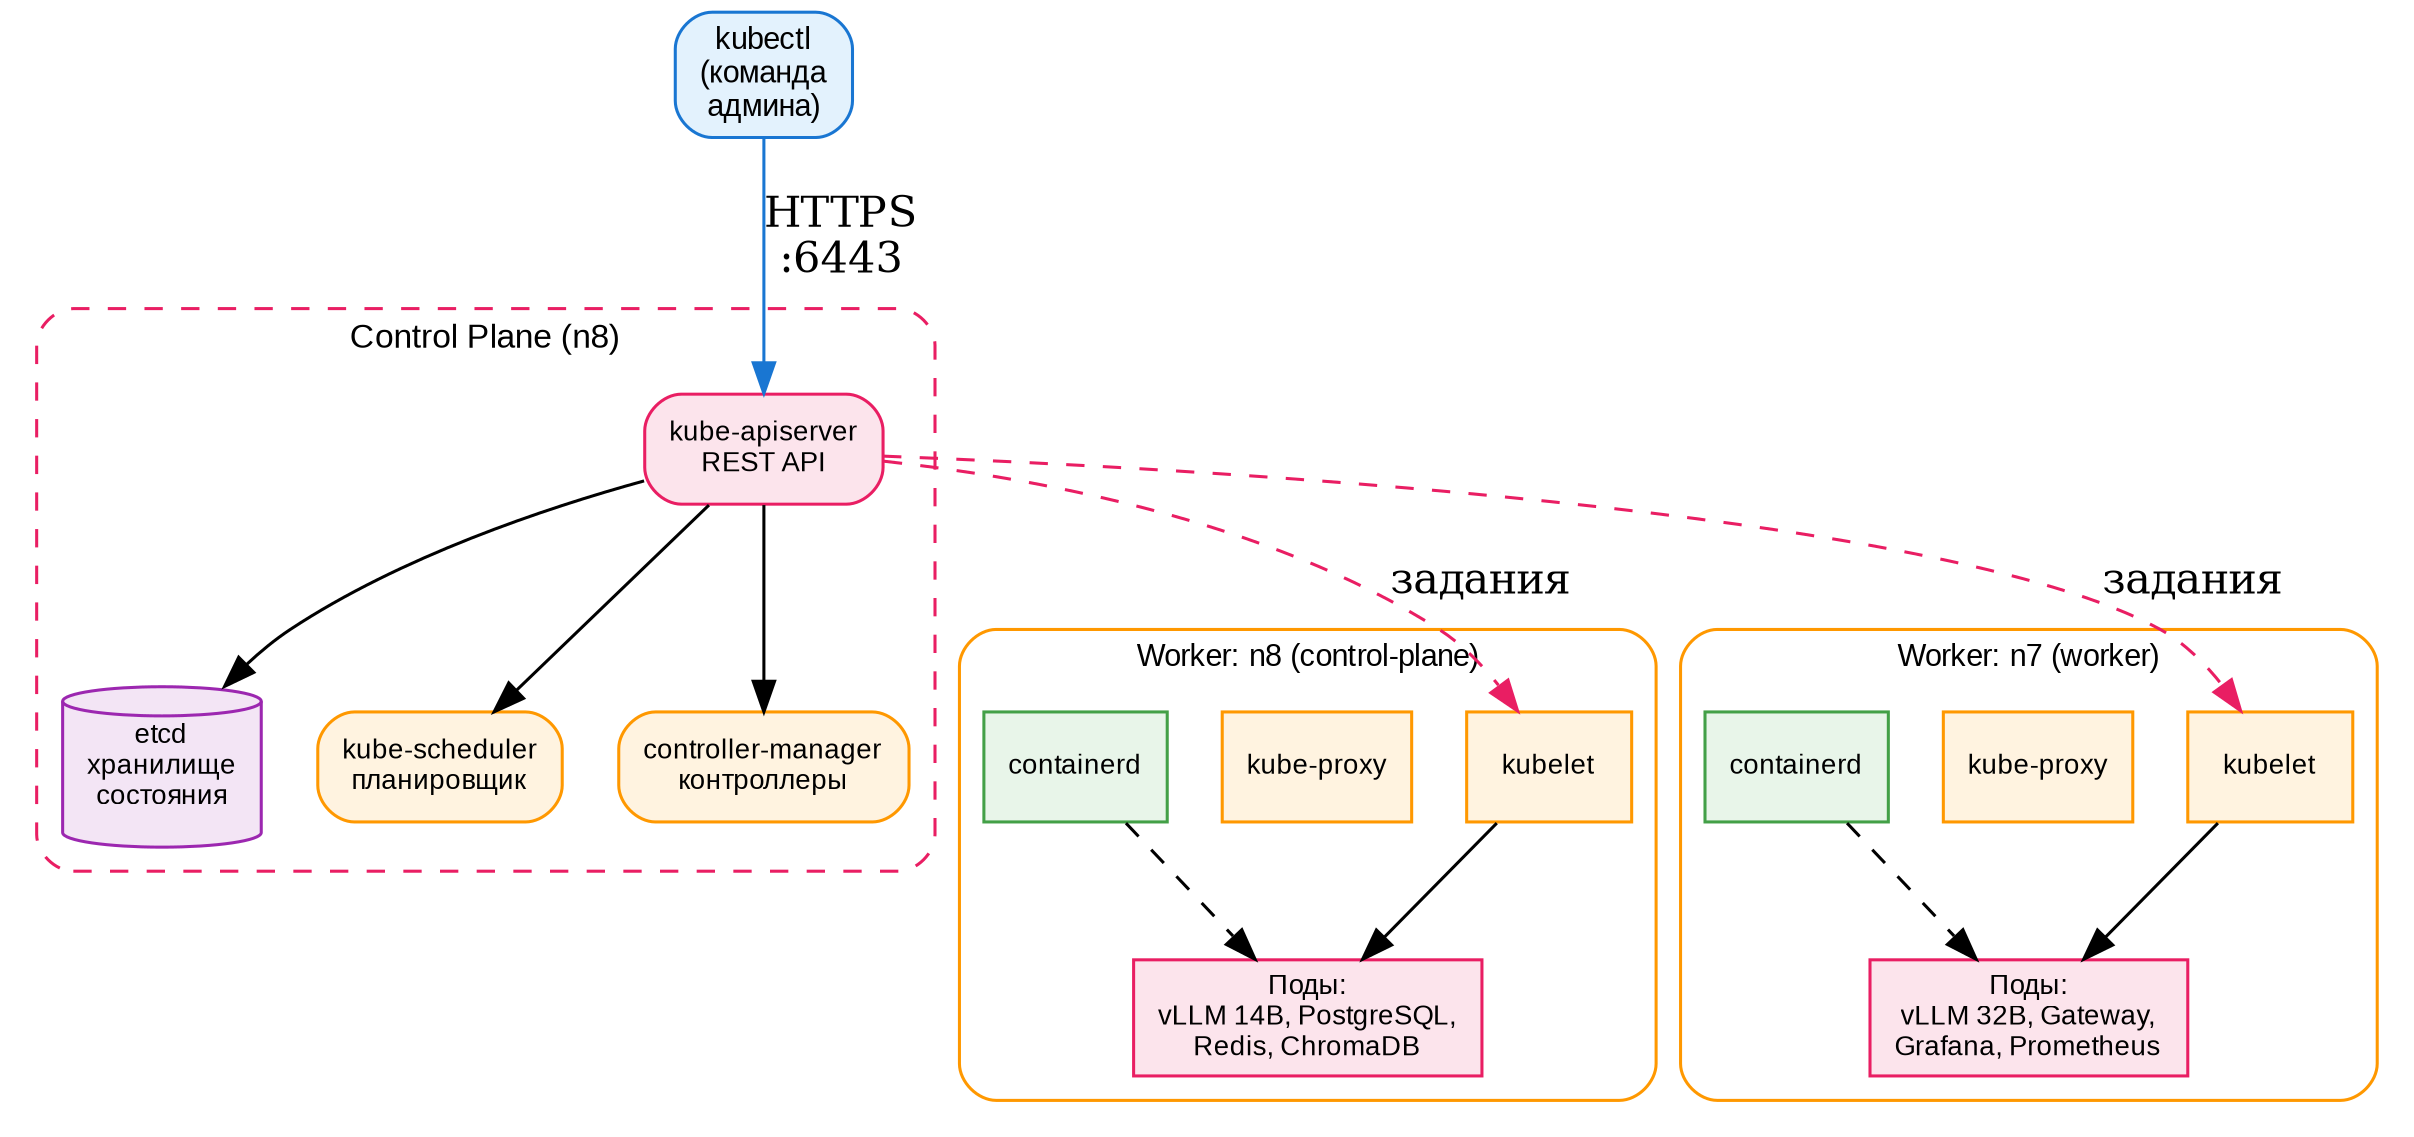 kubectl
(команда
админа)
HTTPS
:6443
Control Plane (n8)
kube-apiserver
REST API
задания
задания
Worker: n8 (control-plane)
Worker: n7 (worker)
etcd
хранилище
состояния
kube-scheduler
планировщик
controller-manager
контроллеры
containerd
kube-proxy
kubelet
containerd
kube-proxy
kubelet
Поды:
vLLM 14B, PostgreSQL,
Redis, ChromaDB
Поды:
vLLM 32B, Gateway,
Grafana, Prometheus